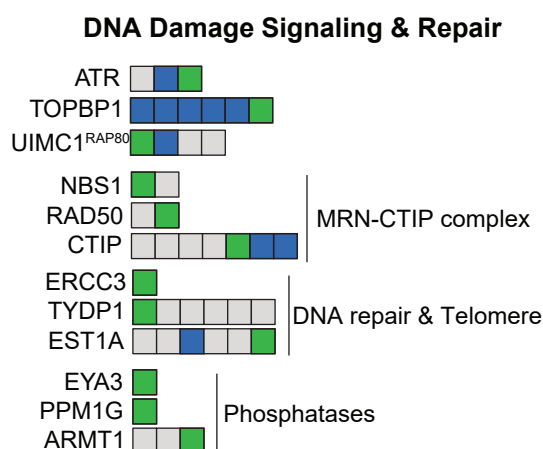 DNA Damage Signaling & Repair
ATR
TOPBP1
UIMC1RAP80
NBS1
RAD50
CTIP
MRN-CTIP complex
ERCC3
TYDP1
EST1A
DNA repair & Telomere
EYA3
PPM1G
ARMT1
Phosphatases